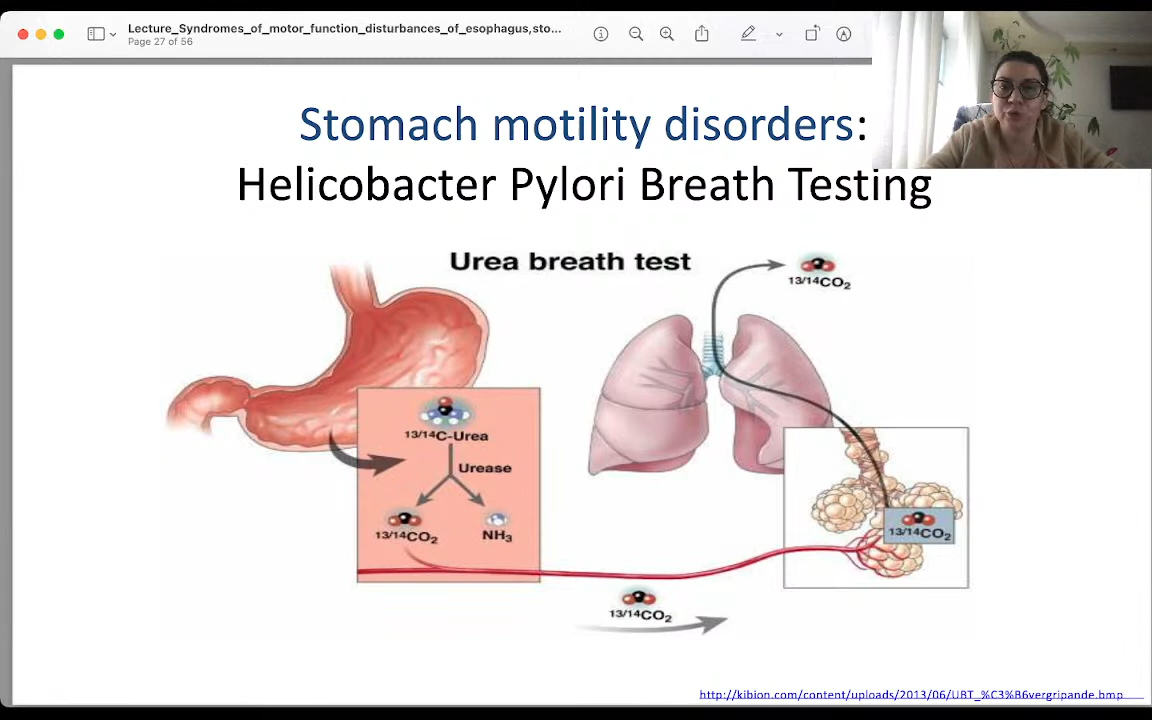 Lecture_Syndromes_of_motor_function_disturbances_of_esophagus,sto...
Page 27 of 56
Stomach motility disorders:
Helicobacter Pylori Breath Testing
Urea breath test
13/14CO2
13/14C-Urea
Urease
13/14CO2
NH3
13/14CO2
13/14CO2
http://kibion.com/content/uploads/2013/06/UBT_%C3%B6vergripande.bmp